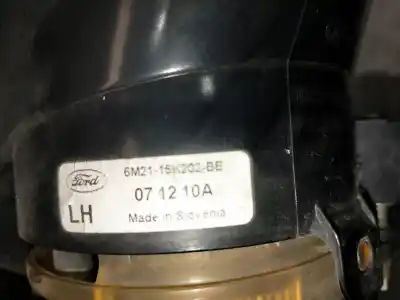 6M21-15K202-BE
Ford
07 12 10A
LH
Made in Slovenia